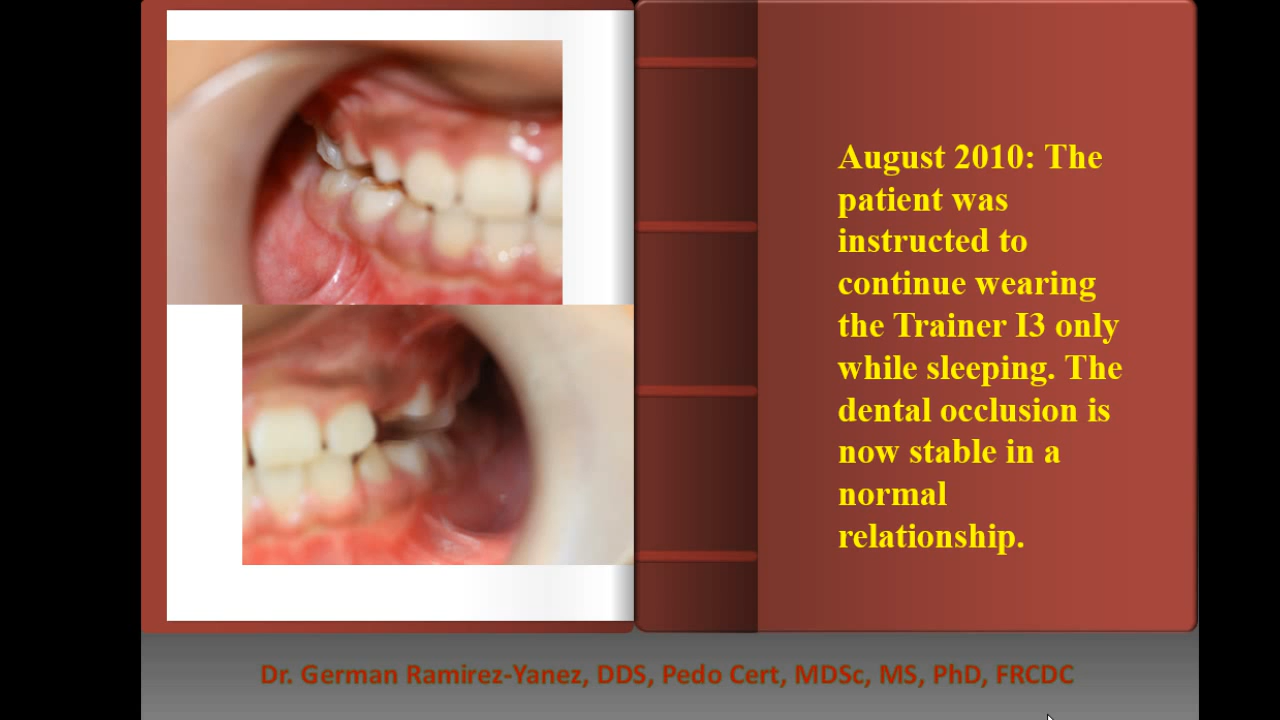 August 2010: The
patient was
instructed to
continue wearing
the Trainer I3 only
while sleeping. The
dental occlusion is
now stable in a
normal
relationship.
Dr. German Ramirez-Yanez, DDS, Pedo Cert, MDSc, MS, PhD, FRCDC